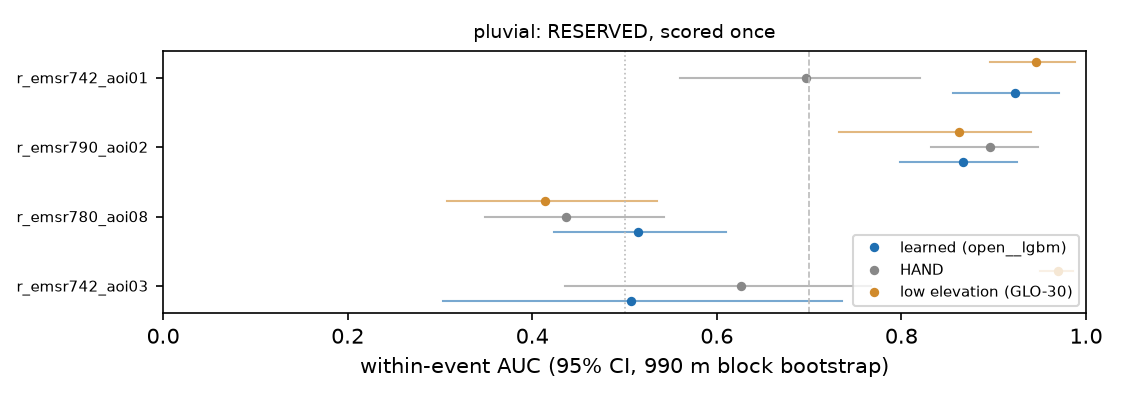 pluvial: RESERVED, scored once
r_emsr742_aoi01
r_emsr790_aoi02
r_emsr780_aoi08
r_emsr742_aoi03
learned (open__lgbm)
HAND
low elevation (GLO-30)
0.0 0.2 0.4 0.6 0.8 1.0
within-event AUC (95% CI, 990 m block bootstrap)